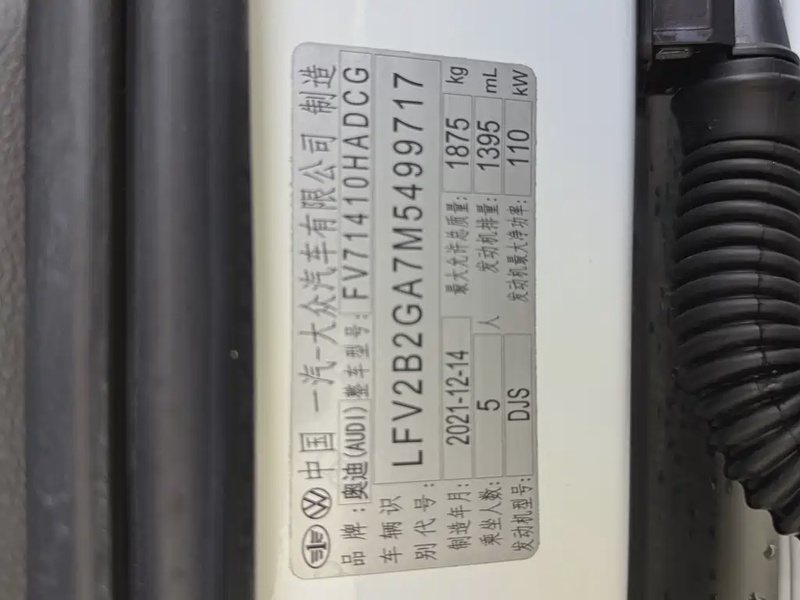 中国 一汽-大众汽车有限公司 制造
品牌: 奥迪(AUDI) 整车型号: FV71410HADCG
车辆识别代号: LFV2B2GA7M5499717
制造年月: 2021-12-14 最大允许总质量: 1875 kg
乘坐人数: 5 人 发动机排量: 1395 mL
发动机型号: DJS 发动机最大净功率: 110 kW